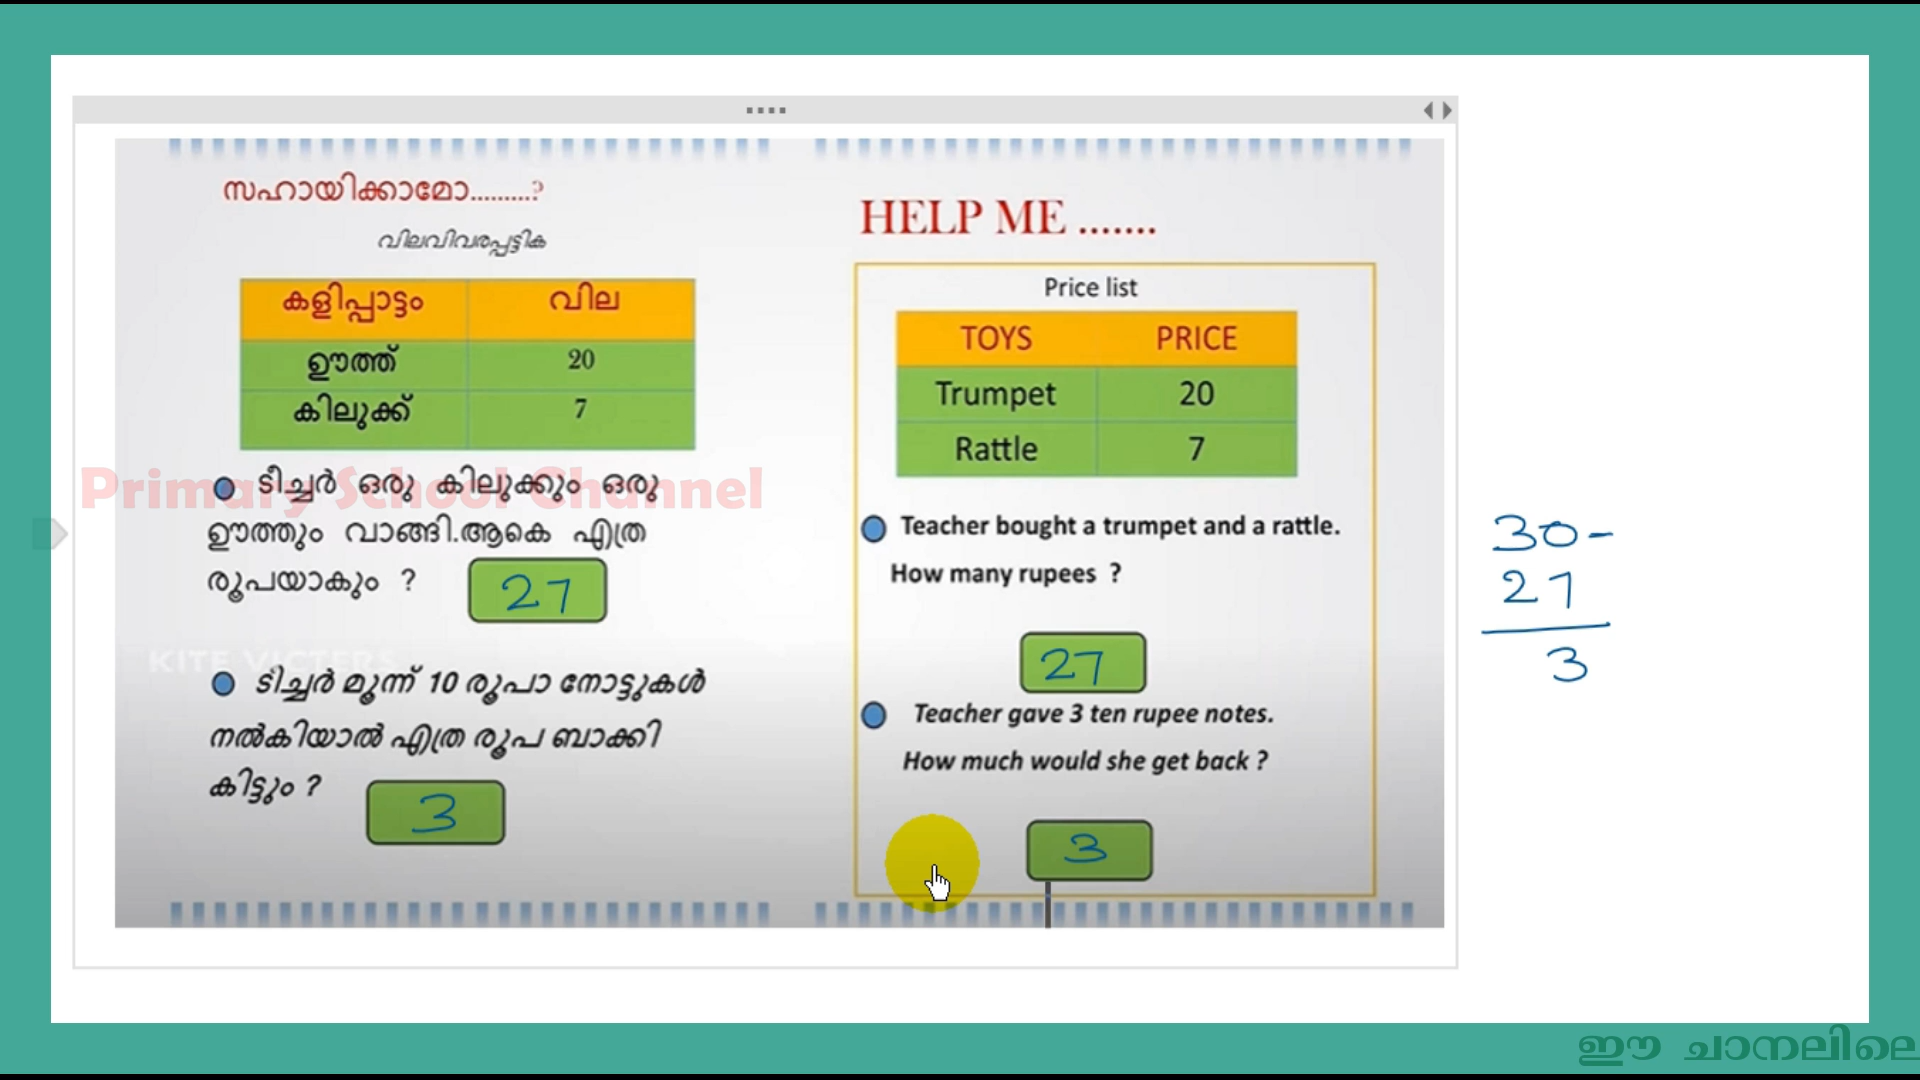 സഹായിക്കാമോ.........?
വിലവിവരപ്പട്ടിക
കളിപ്പാട്ടം വില
ഊത്ത് 20
കിലുക്ക് 7
Primary School Channel
ടീച്ചർ ഒരു കിലുക്കും ഒരു
ഊത്തും വാങ്ങി.ആകെ എത്ര
രൂപയാകും ?
27
KITE VICTERS
ടീച്ചർ മൂന്ന് 10 രൂപാ നോട്ടുകൾ
നൽകിയാൽ എത്ര രൂപ ബാക്കി
കിട്ടും ?
3
HELP ME .......
Price list
TOYS PRICE
Trumpet 20
Rattle 7
Teacher bought a trumpet and a rattle.
How many rupees ?
27
Teacher gave 3 ten rupee notes.
How much would she get back ?
3
30-
27
3
ഈ ചാനലിലെ